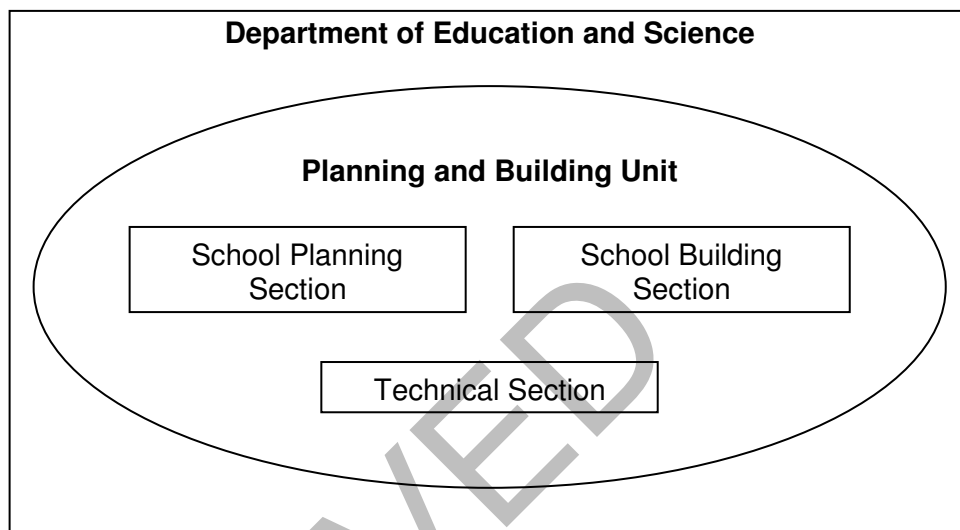 Department of Education and Science
Planning and Building Unit
School Planning
Section
School Building
Section
Technical Section